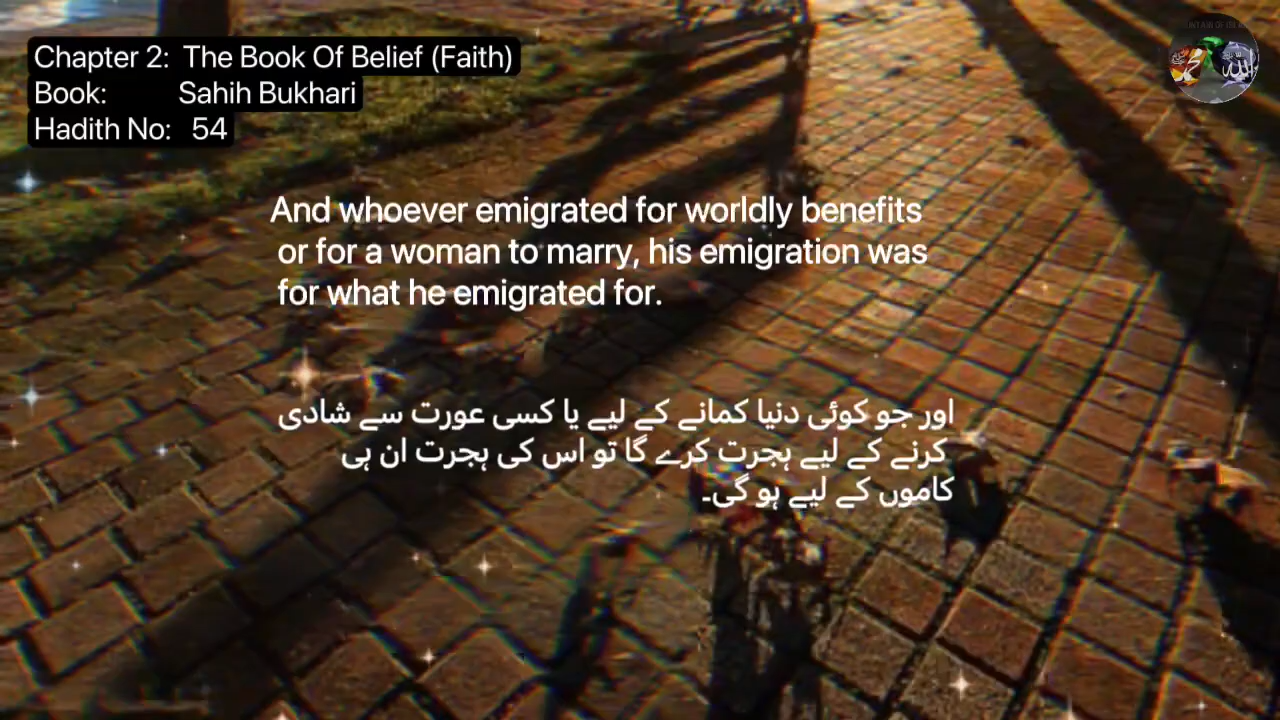 Chapter 2: The Book Of Belief (Faith)
Book: Sahih Bukhari
Hadith No: 54
And whoever emigrated for worldly benefits
or for a woman to marry, his emigration was
for what he emigrated for.
اور جو کوئی دنیا کمانے کے لیے یا کسی عورت سے شادی
کرنے کے لیے ہجرت کرے گا تو اس کی ہجرت ان ہی
کاموں کے لیے ہو گی۔
محمد
الله